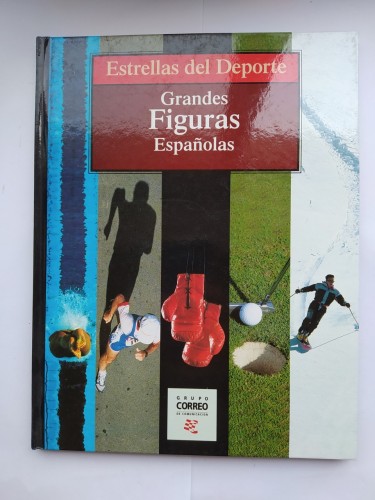 Estrellas del Deporte
Grandes
Figuras
Españolas
GRUPO
CORREO
DE COMUNICACIÓN